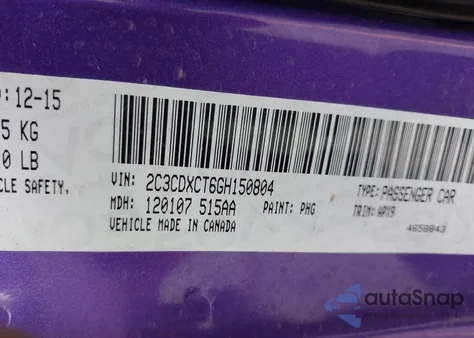 D: 12-15
5 KG
0 LB
CLE SAFETY,
VIN: 2C3CDXCT6GH150804
TYPE: PASSENGER CAR
MDH: 120107 515AA
PAINT: PHG
TRIM: APX9
VEHICLE MADE IN CANADA
4658843
autoSnap